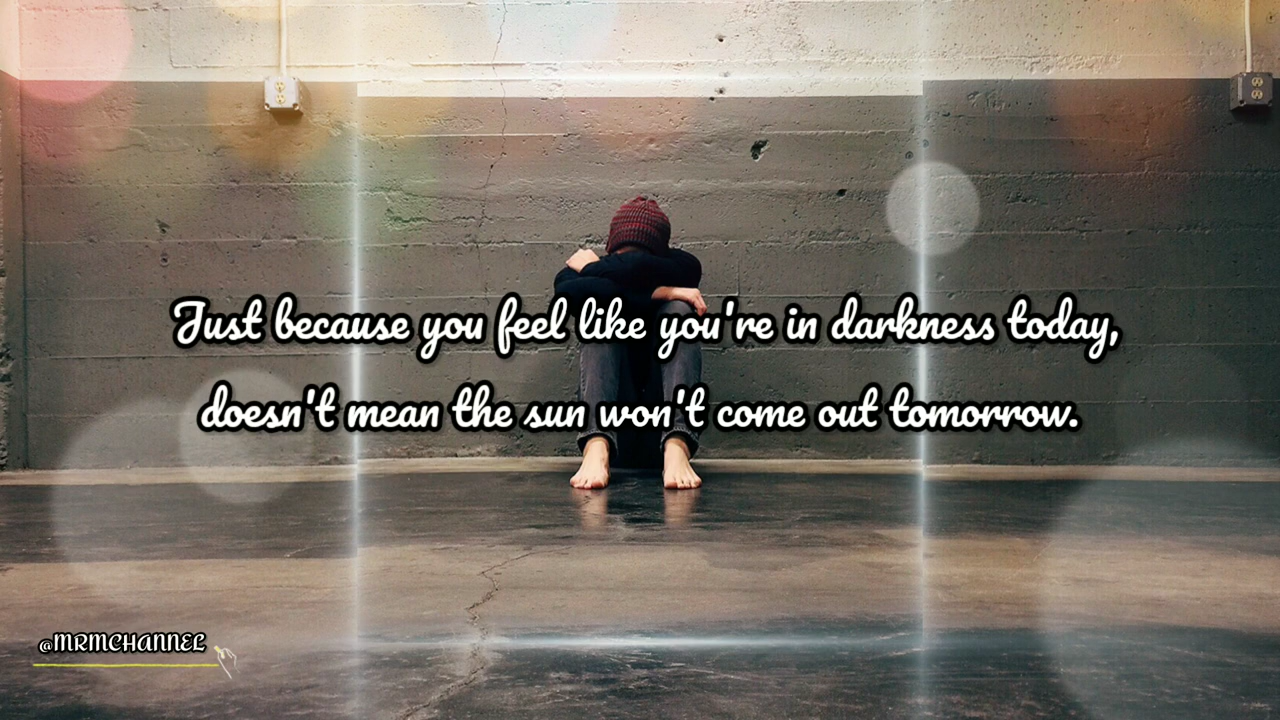 Just because you feel like you're in darkness today,
doesn't mean the sun won't come out tomorrow.
@MRMCHANNEL